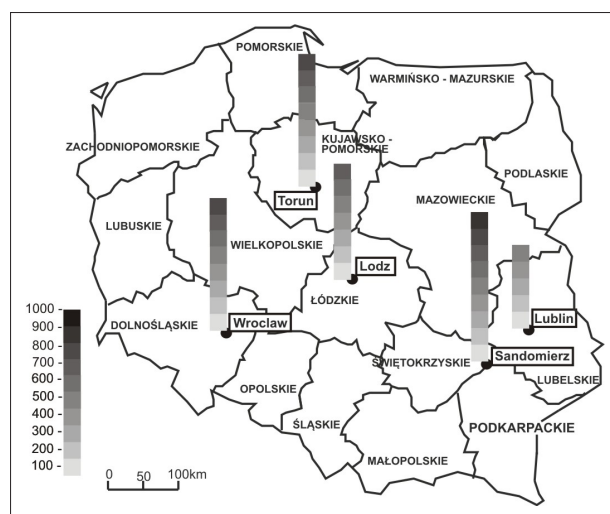 POMORSKIE
WARMIŃSKO - MAZURSKIE
KUJAWSKO -
POMORSKIE
ZACHODNIOPOMORSKIE
PODLASKIE
Torun
MAZOWIECKIE
LUBUSKIE
WIELKOPOLSKIE
Lodz
ŁÓDZKIE
1000 -
900 -
800 -
700 -
600 -
500 -
400 -
300 -
200 -
100 -
DOLNOŚLĄSKIE
Wroclaw
Lublin
Sandomierz
ŚWIĘTOKRZYSKIE
LUBELSKIE
OPOLSKIE
ŚLĄSKIE
PODKARPACKIE
MAŁOPOLSKIE
0 50 100km